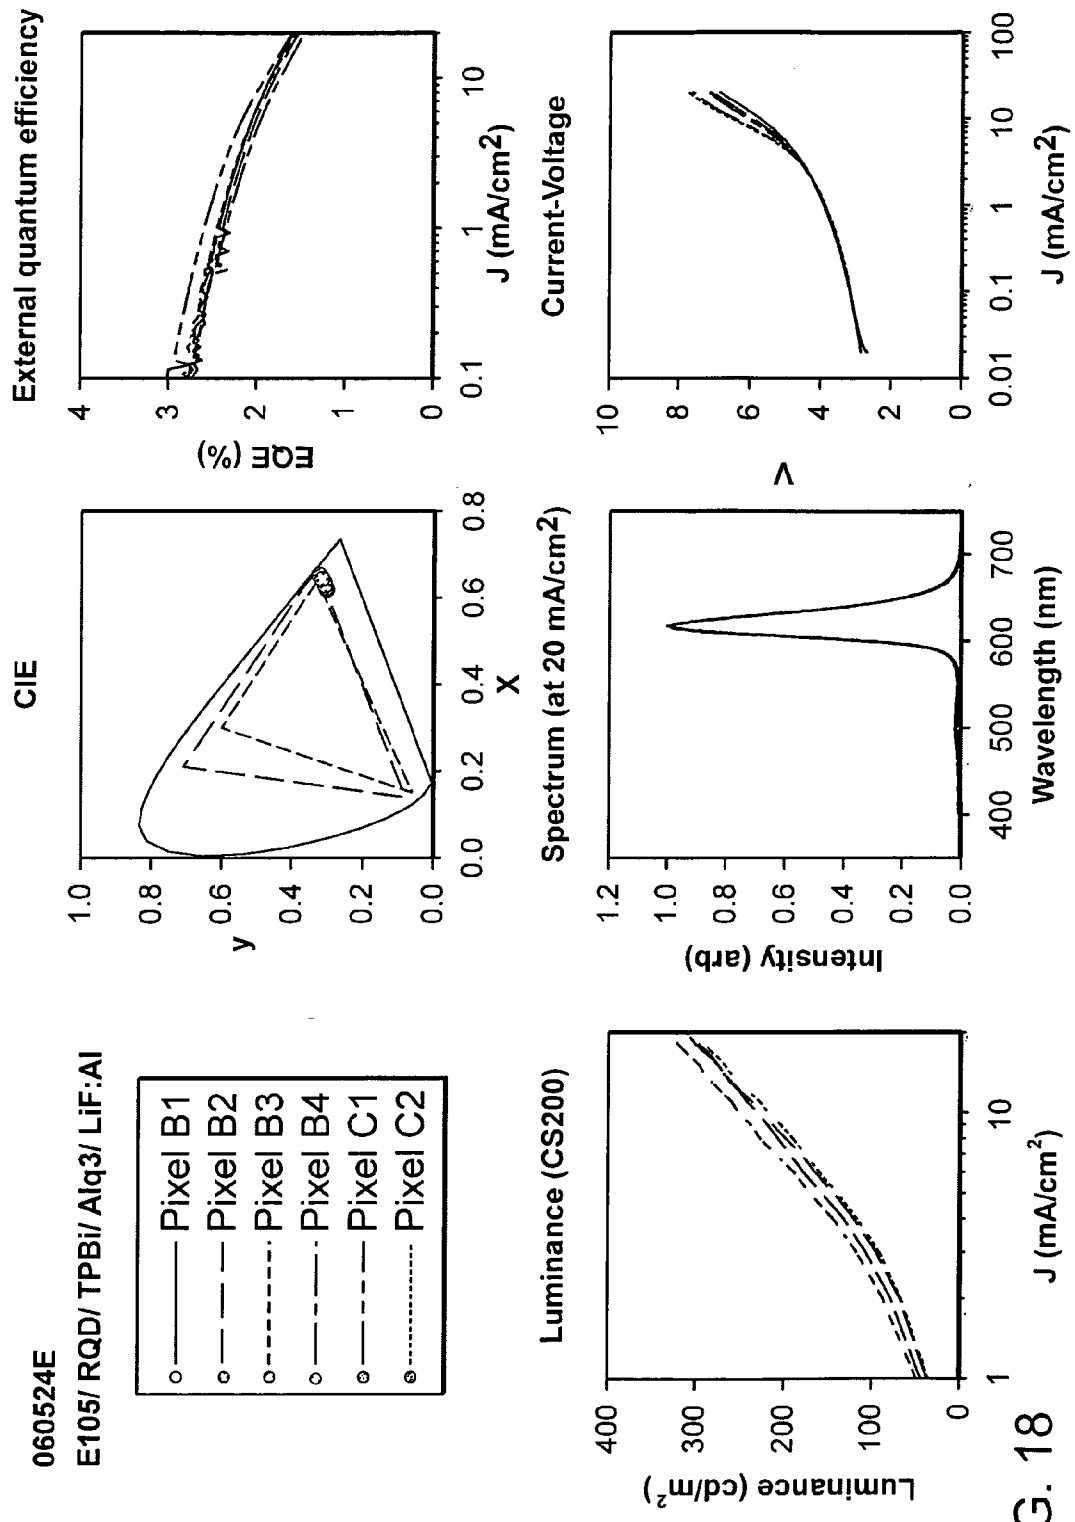 060524E
E105/ RQD/ TPBi/ Alq3/ LiF:Al
Pixel B1
Pixel B2
Pixel B3
Pixel B4
Pixel C1
Pixel C2
CIE
y
1.0
0.8
0.6
0.4
0.2
0.0
0.0
0.2
0.4
0.6
0.8
X
External quantum efficiency
EQE (%)
4
3
2
1
0
0.1
1
10
J (mA/cm2)
Luminance (CS200)
Luminance (cd/m2)
400
300
200
100
0
1
10
J (mA/cm2)
Spectrum (at 20 mA/cm2)
Intensity (arb)
1.2
1.0
0.8
0.6
0.4
0.2
0.0
400
500
600
700
Wavelength (nm)
Current-Voltage
V
10
8
6
4
2
0
0.01
0.1
1
10
100
J (mA/cm2)
G. 18